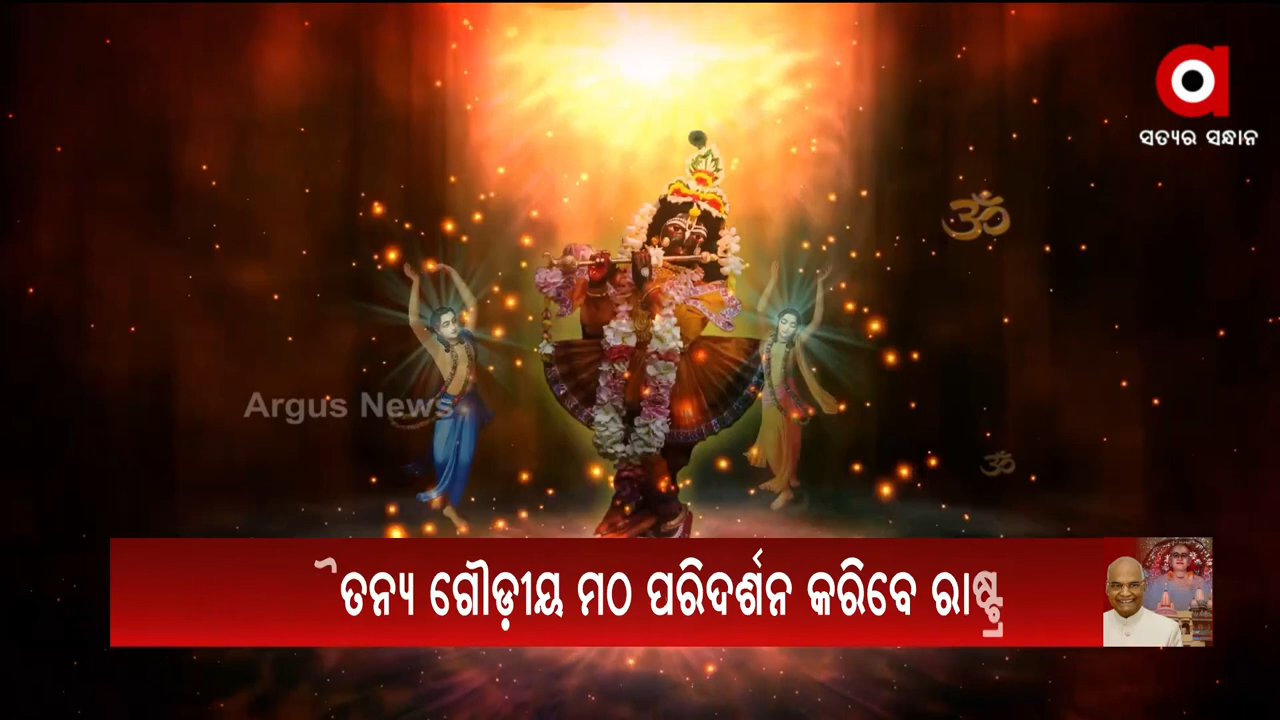 ସତ୍ୟର ସନ୍ଧାନ
ॐ
Argus News
ॐ
ତନ୍ୟ ଗୌଡ଼ୀୟ ମଠ ପରିଦର୍ଶନ କରିବେ ରାଷ୍ଟ୍ର